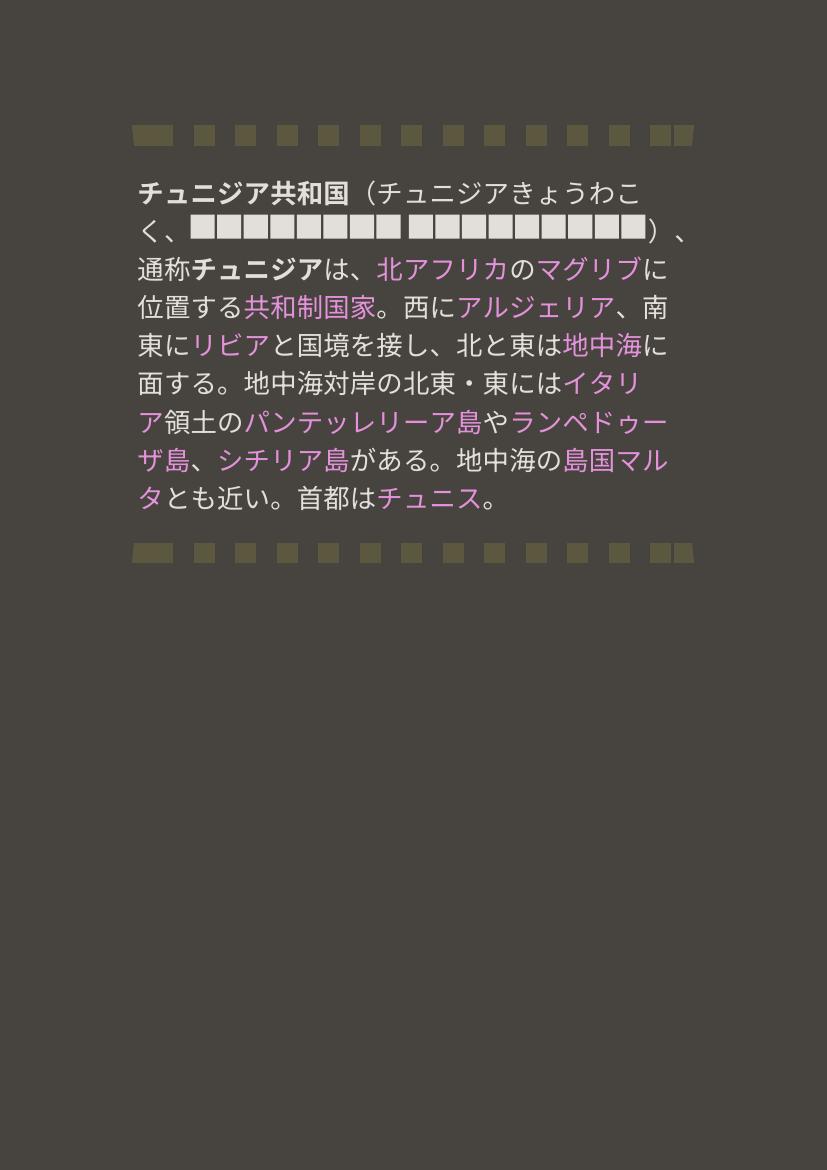 チュニジア共和国（チュニジアきょうわこ
く、）、
通称チュニジアは、北アフリカのマグリブに
位置する共和制国家。西にアルジェリア、南
東にリビアと国境を接し、北と東は地中海に
面する。地中海対岸の北東・東にはイタリ
ア領土のパンテッレリーア島やランペドゥー
ザ島、シチリア島がある。地中海の島国マル
タとも近い。首都はチュニス。